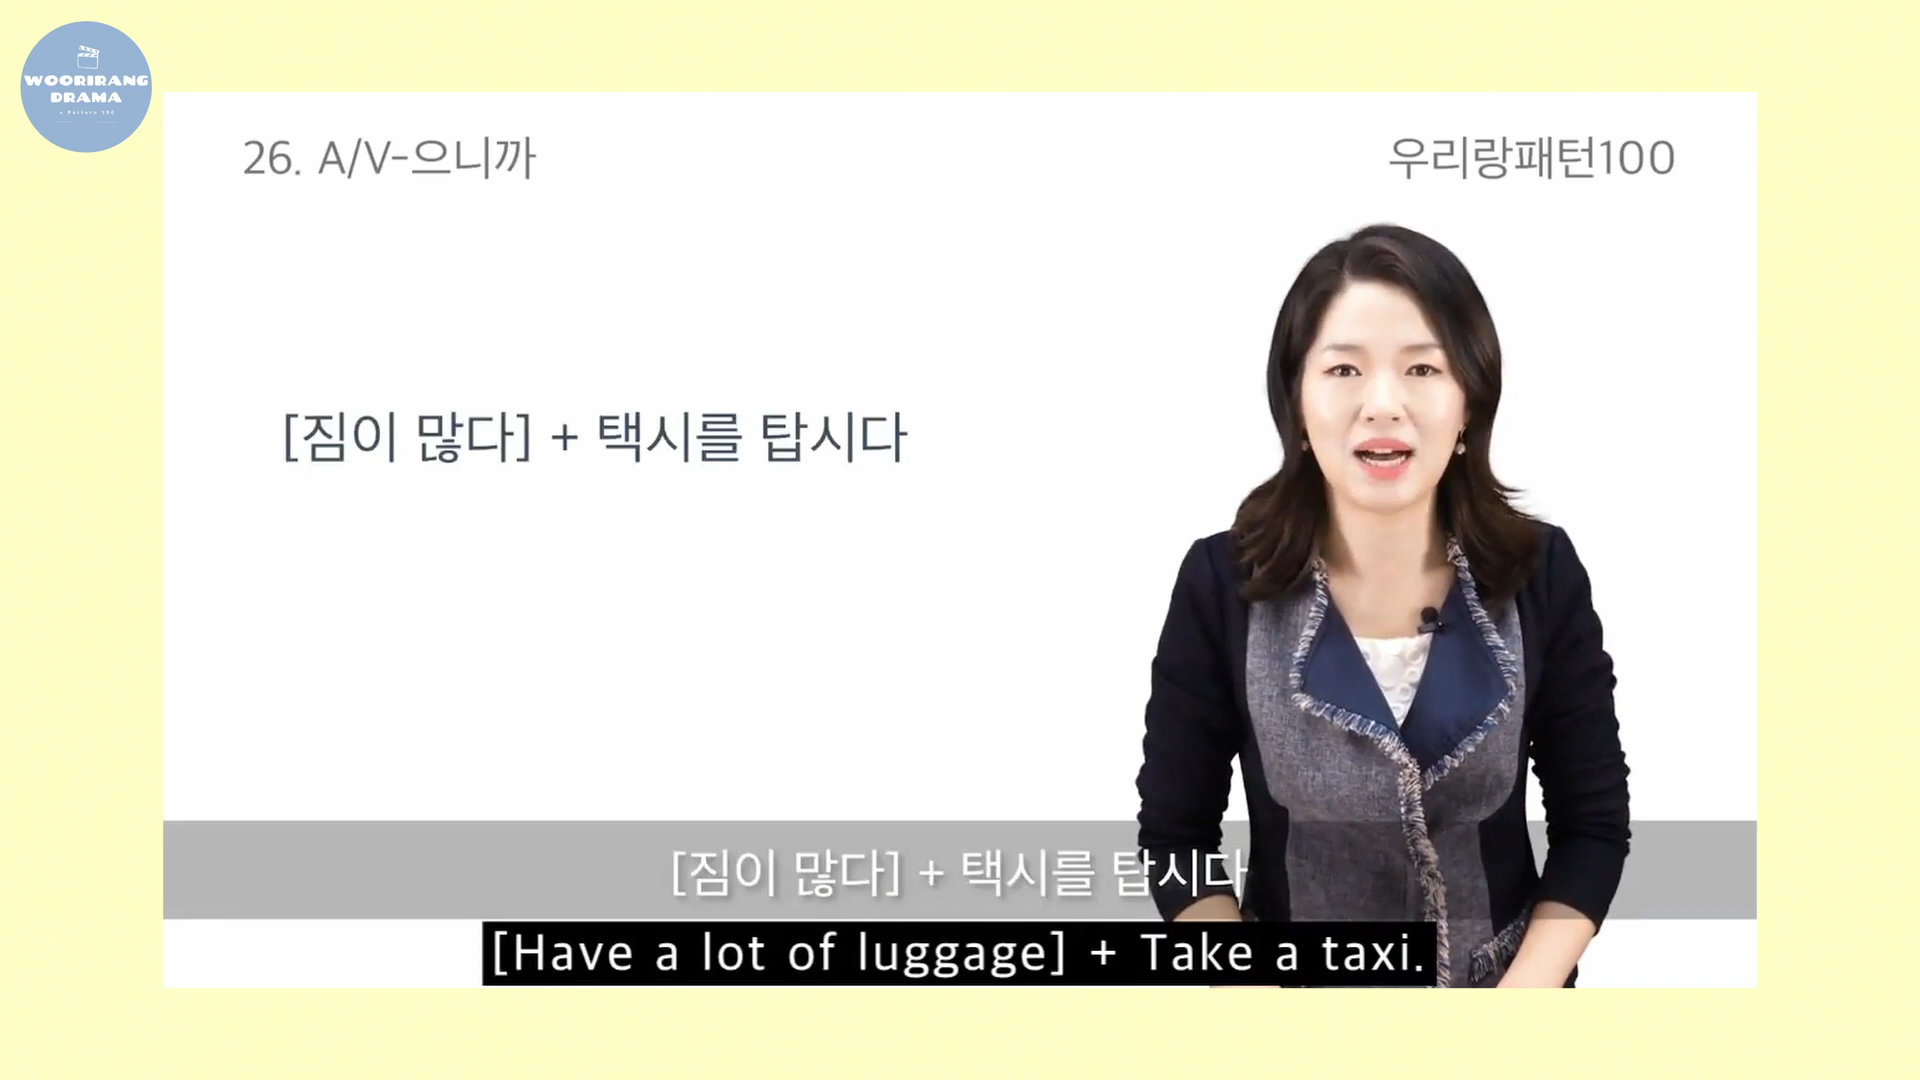 WOORIRANG
DRAMA
+ Pattern 100
26. A/V-으니까
우리랑패턴100
[짐이 많다] + 택시를 탑시다
[짐이 많다] + 택시를 탑시다
[Have a lot of luggage] + Take a taxi.